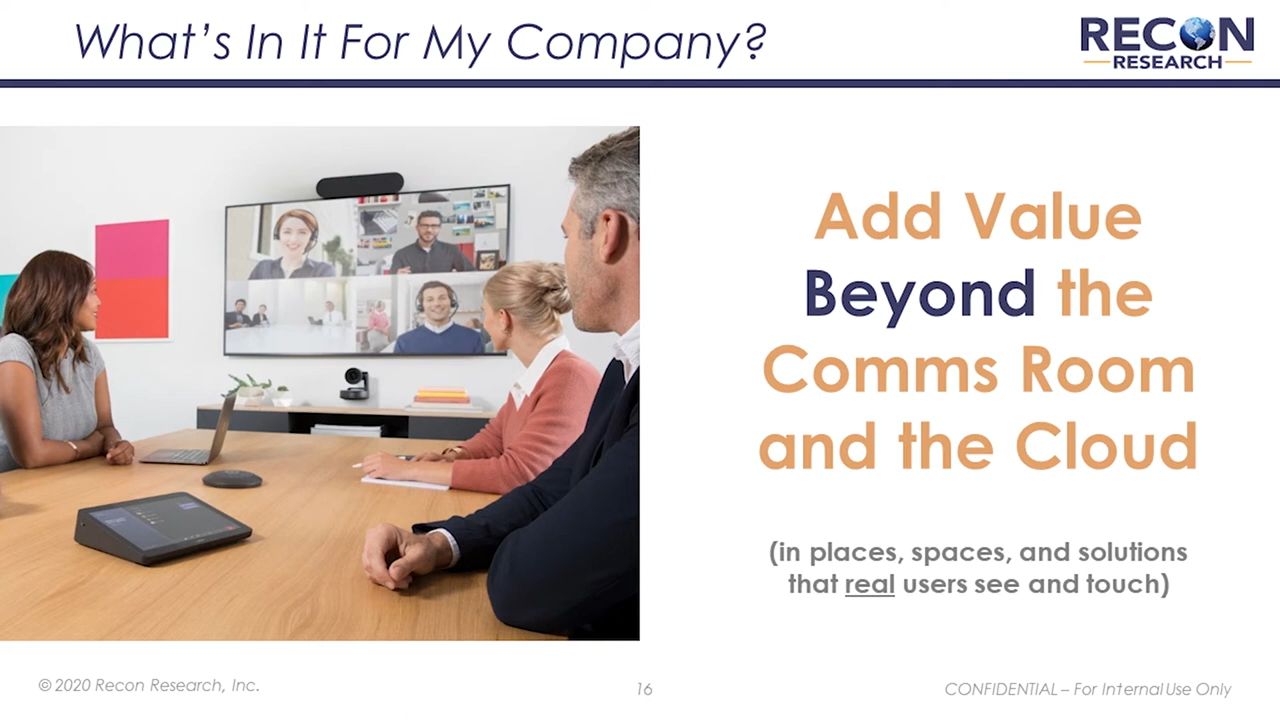 What's In It For My Company?
RECON
RESEARCH
Add Value
Beyond the
Comms Room
and the Cloud
(in places, spaces, and solutions
that real users see and touch)
© 2020 Recon Research, Inc.
16
CONFIDENTIAL – For Internal Use Only